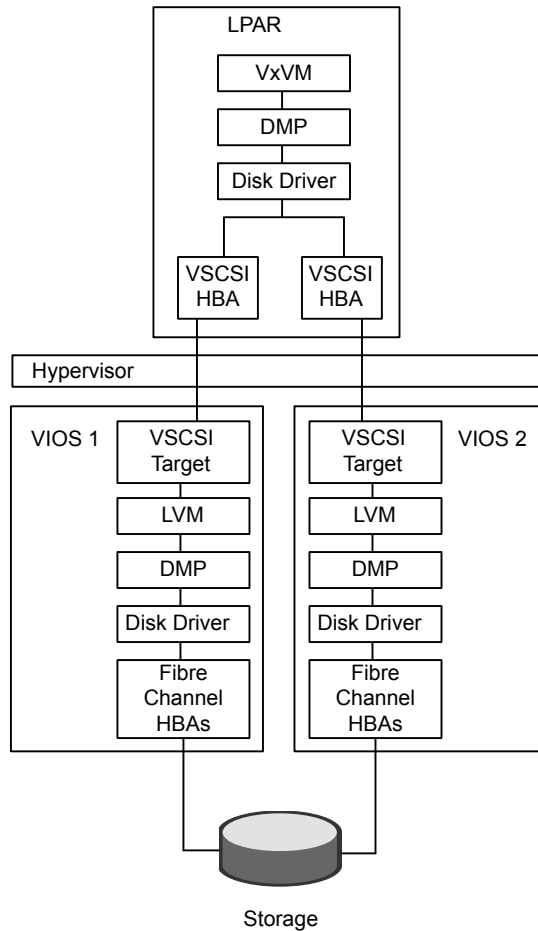 LPAR
VxVM
DMP
Disk Driver
VSCSI
HBA
VSCSI
HBA
Hypervisor
VIOS 1
VSCSI
Target
LVM
DMP
Disk Driver
Fibre
Channel
HBAs
VSCSI
Target
VIOS 2
LVM
DMP
Disk Driver
Fibre
Channel
HBAs
Storage